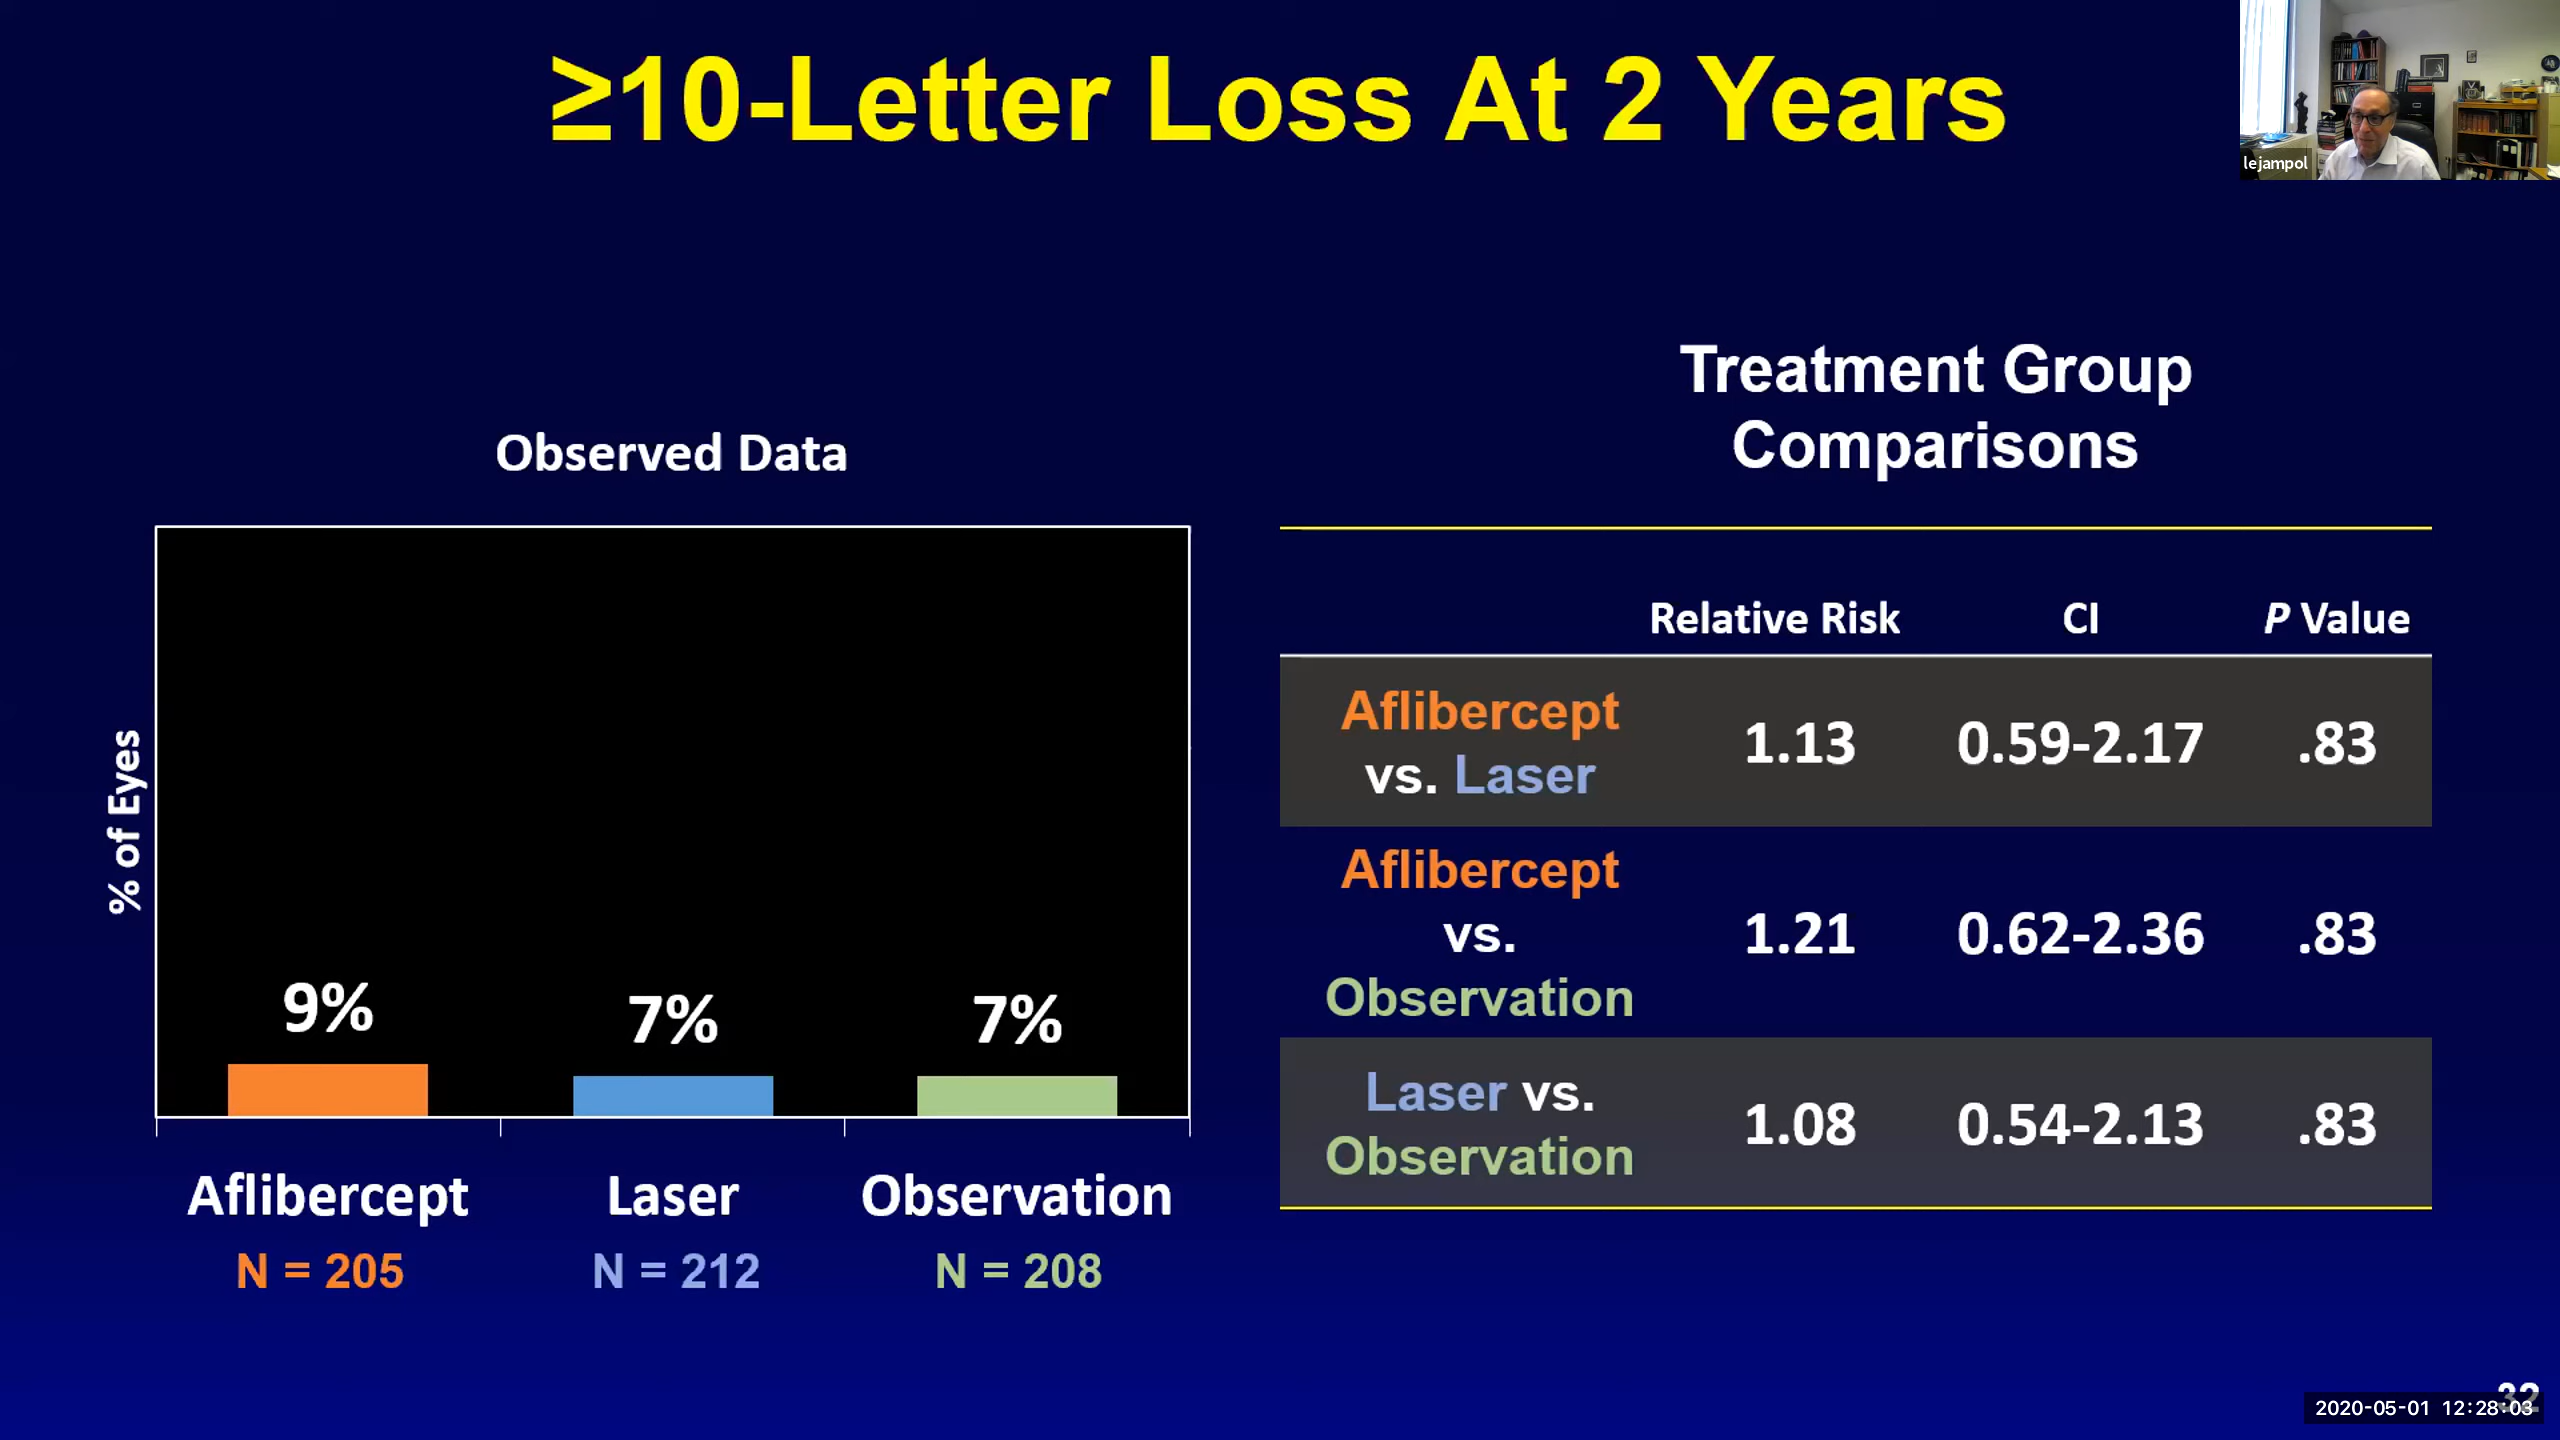 ≥10-Letter Loss At 2 Years
lejampol
Observed Data
% of Eyes
9%
7%
7%
Aflibercept
Laser
Observation
N = 205
N = 212
N = 208
Treatment Group
Comparisons
Relative Risk
CI
P Value
Aflibercept
vs. Laser
1.13
0.59-2.17
.83
Aflibercept
vs.
Observation
1.21
0.62-2.36
.83
Laser vs.
Observation
1.08
0.54-2.13
.83
32
2020-05-01 12:28:03